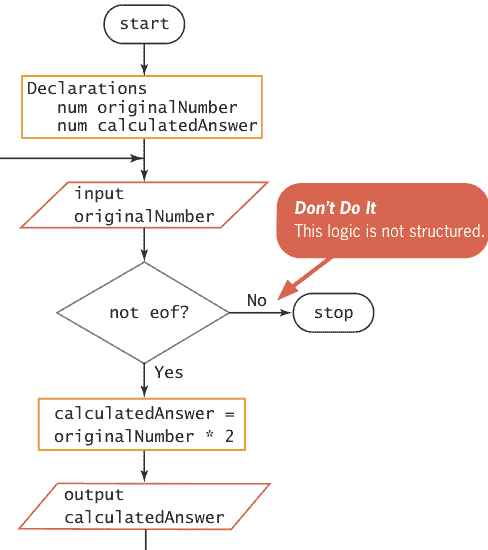 start
Declarations
num originalNumber
num calculatedAnswer
input
originalNumber
Don't Do It
This logic is not structured.
not eof?
No
stop
Yes
calculatedAnswer =
originalNumber * 2
output
calculatedAnswer